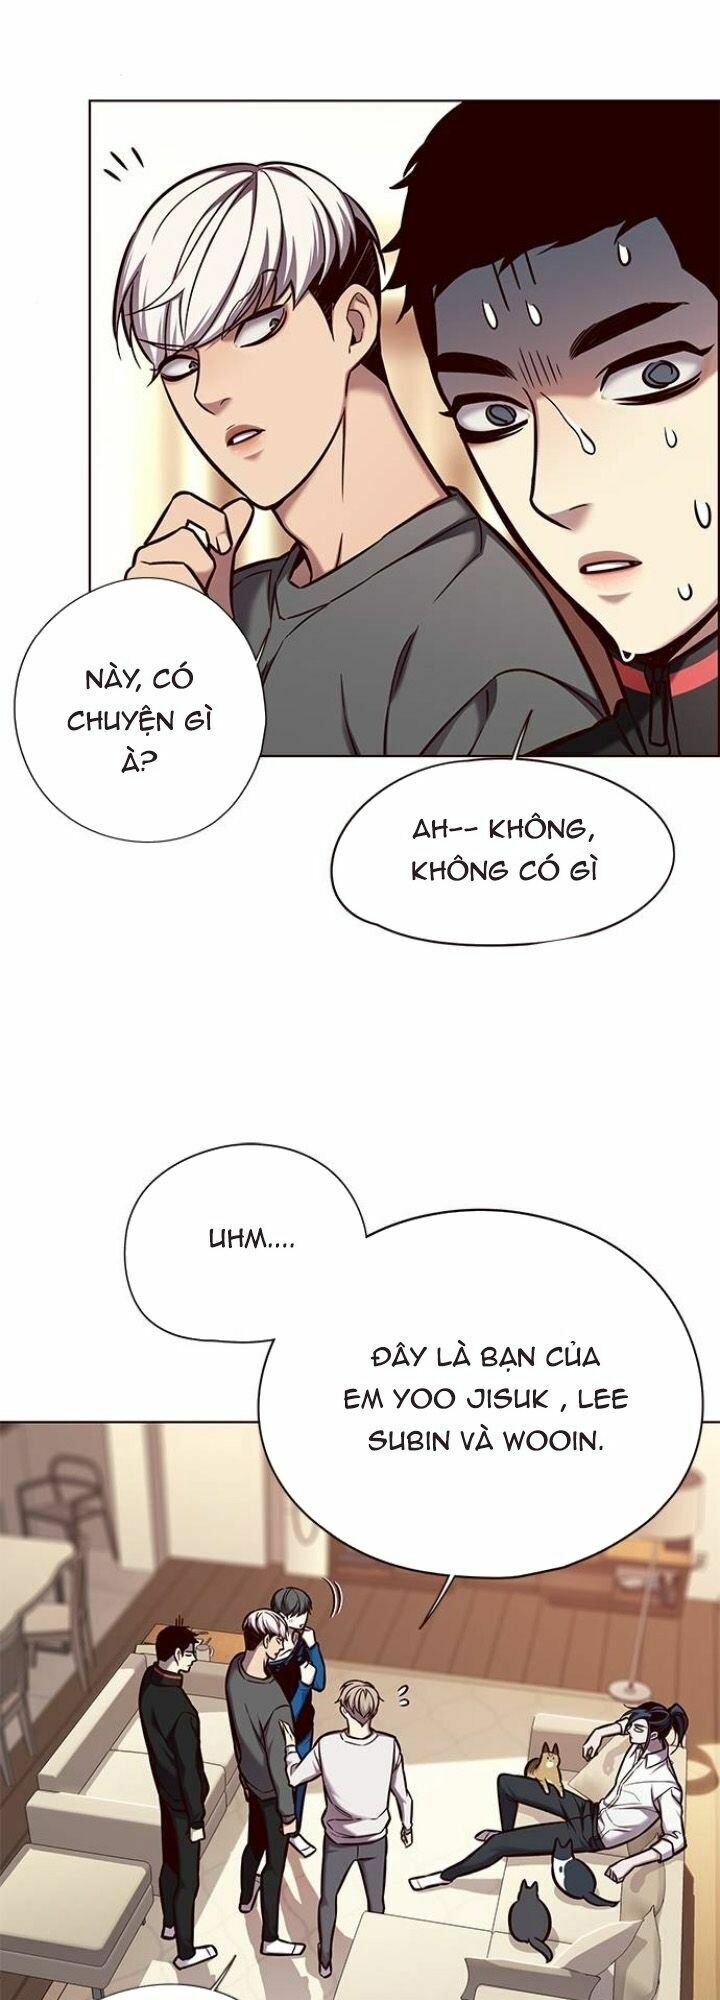 NÀY, CÓ
CHUYỆN GÌ
À?
AH-- KHÔNG,
KHÔNG CÓ GÌ
UHM....
ĐÂY LÀ BẠN CỦA
EM YOO JISUK , LEE
SUBIN VÀ WOOIN.